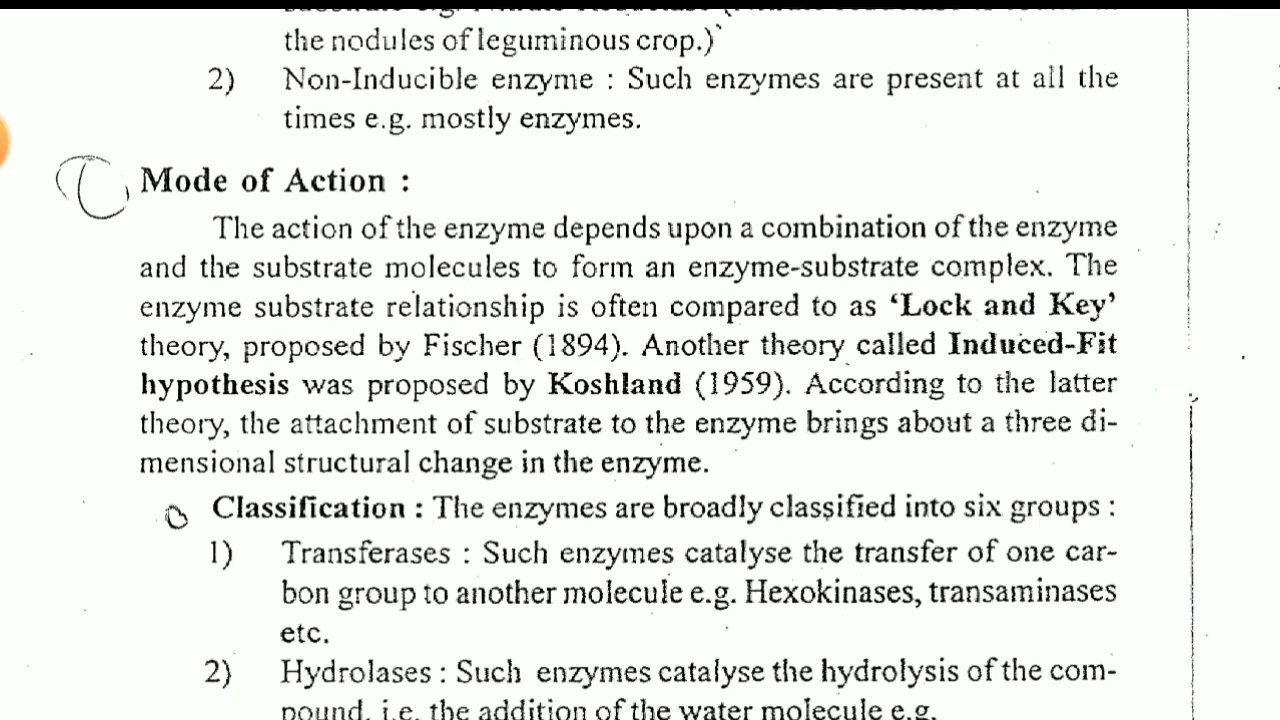 the nodules of leguminous crop.)
2) Non-Inducible enzyme : Such enzymes are present at all the
times e.g. mostly enzymes.
Mode of Action :
The action of the enzyme depends upon a combination of the enzyme
and the substrate molecules to form an enzyme-substrate complex. The
enzyme substrate relationship is often compared to as ‘Lock and Key’
theory, proposed by Fischer (1894). Another theory called Induced-Fit
hypothesis was proposed by Koshland (1959). According to the latter
theory, the attachment of substrate to the enzyme brings about a three di-
mensional structural change in the enzyme.
Classification : The enzymes are broadly classified into six groups :
1) Transferases : Such enzymes catalyse the transfer of one car-
bon group to another molecule e.g. Hexokinases, transaminases
etc.
2) Hydrolases : Such enzymes catalyse the hydrolysis of the com-
pound, i.e. the addition of the water molecule e.g.